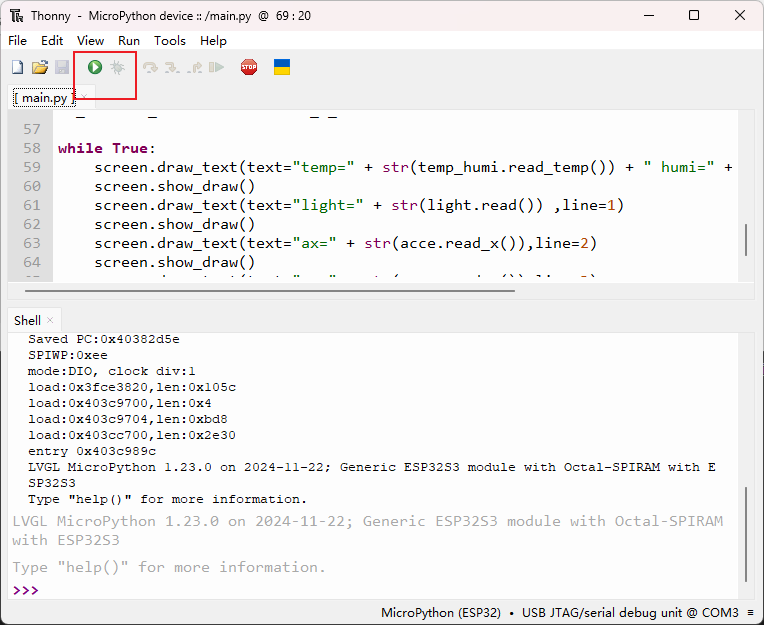 Thonny - MicroPython device :: /main.py @ 69 : 20
File Edit View Run Tools Help
STOP
[ main.py ] ×
57
58 while True:
59 screen.draw_text(text="temp=" + str(temp_humi.read_temp()) + " humi=" +
60 screen.show_draw()
61 screen.draw_text(text="light=" + str(light.read()) ,line=1)
62 screen.show_draw()
63 screen.draw_text(text="ax=" + str(acce.read_x()),line=2)
64 screen.show_draw()
Shell ×
Saved PC:0x40382d5e
SPIWP:0xee
mode:DIO, clock div:1
load:0x3fce3820,len:0x105c
load:0x403c9700,len:0x4
load:0x403c9704,len:0xbd8
load:0x403cc700,len:0x2e30
entry 0x403c989c
LVGL MicroPython 1.23.0 on 2024-11-22; Generic ESP32S3 module with Octal-SPIRAM with E
SP32S3
Type "help()" for more information.
LVGL MicroPython 1.23.0 on 2024-11-22; Generic ESP32S3 module with Octal-SPIRAM
with ESP32S3
Type "help()" for more information.
>>>
MicroPython (ESP32) • USB JTAG/serial debug unit @ COM3 ≡